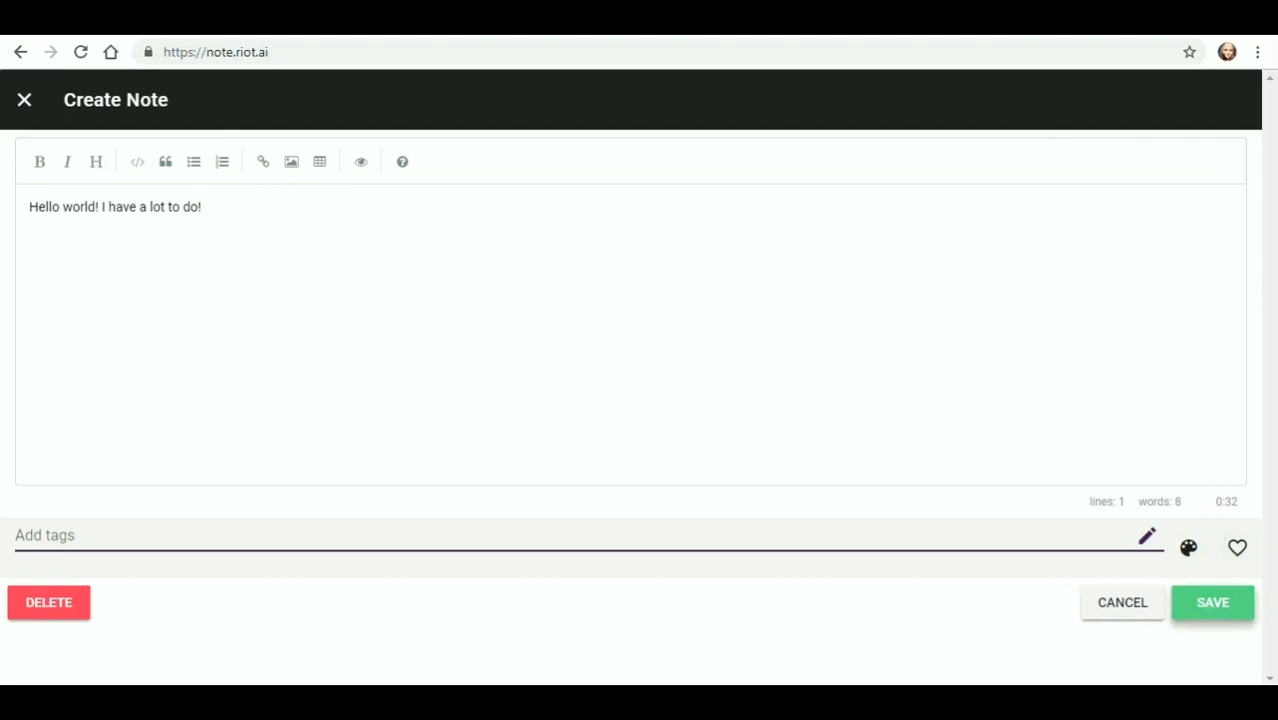 https://note.riot.ai
Create Note
B I H
Hello world! I have a lot to do!
lines: 1 words: 8 0:32
Add tags
DELETE CANCEL SAVE